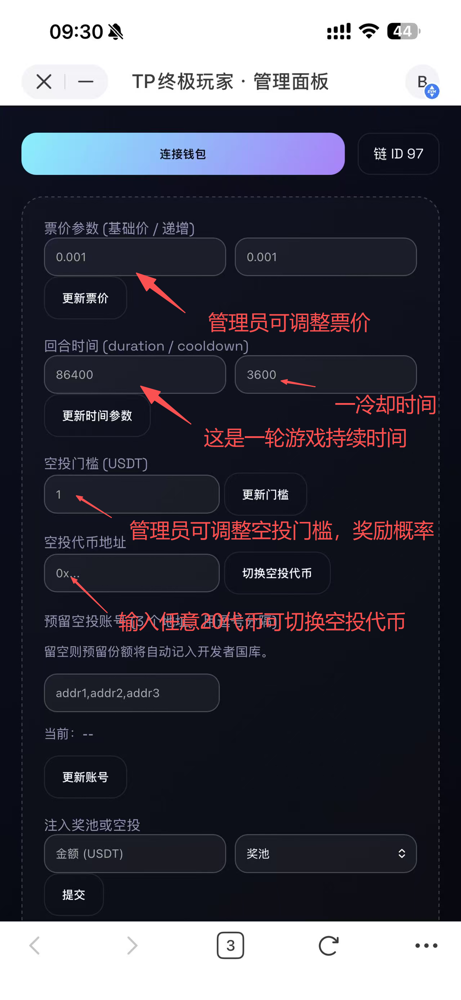 09:30
44
TP终极玩家 · 管理面板
B
EVM
连接钱包
链 ID 97
票价参数 (基础价 / 递增)
0.001
0.001
更新票价
管理员可调整票价
回合时间 (duration / cooldown)
86400
3600
一冷却时间
更新时间参数
这是一轮游戏持续时间
空投门槛 (USDT)
1
更新门槛
管理员可调整空投门槛，奖励概率
空投代币地址
0x...
切换空投代币
预留空投账号 (3 个地址，用逗号分隔)
输入任意20代币可切换空投代币
留空则预留份额将自动记入开发者国库。
addr1,addr2,addr3
当前：--
更新账号
注入奖池或空投
金额 (USDT)
奖池
提交
3